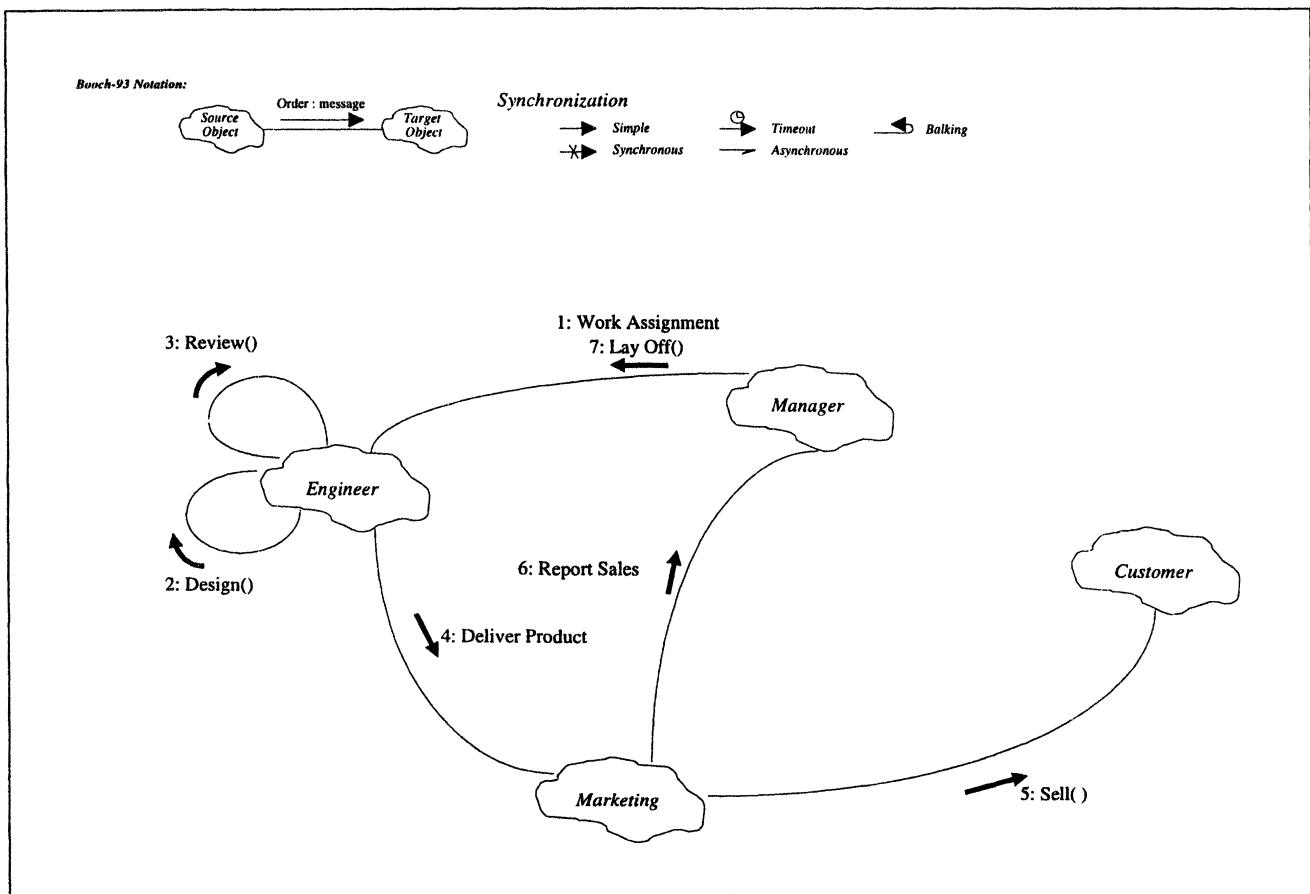 Booch-93 Notation:
Order : message
Source
Object
Target
Object
Synchronization
Simple
Timeout
Balking
Synchronous
Asynchronous
1: Work Assignment
7: Lay Off()
3: Review()
Manager
Engineer
6: Report Sales
Customer
2: Design()
4: Deliver Product
Marketing
5: Sell( )